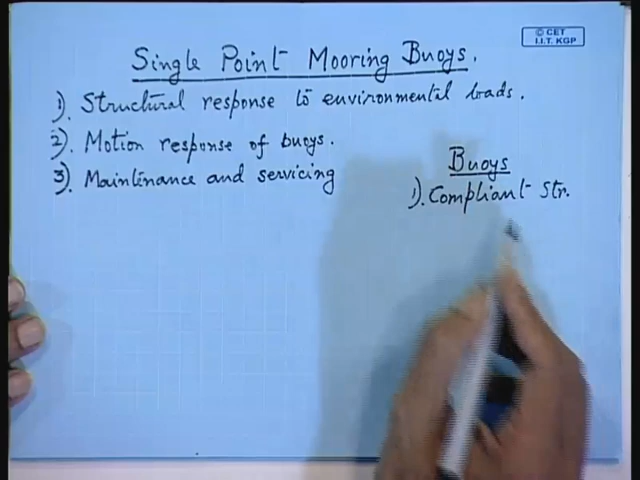 © CET
I.I.T. KGP
Single Point Mooring Buoys.
1). Structural response to environmental loads.
2). Motion response of buoys.
3). Maintenance and servicing
Buoys
1). Compliant Str.